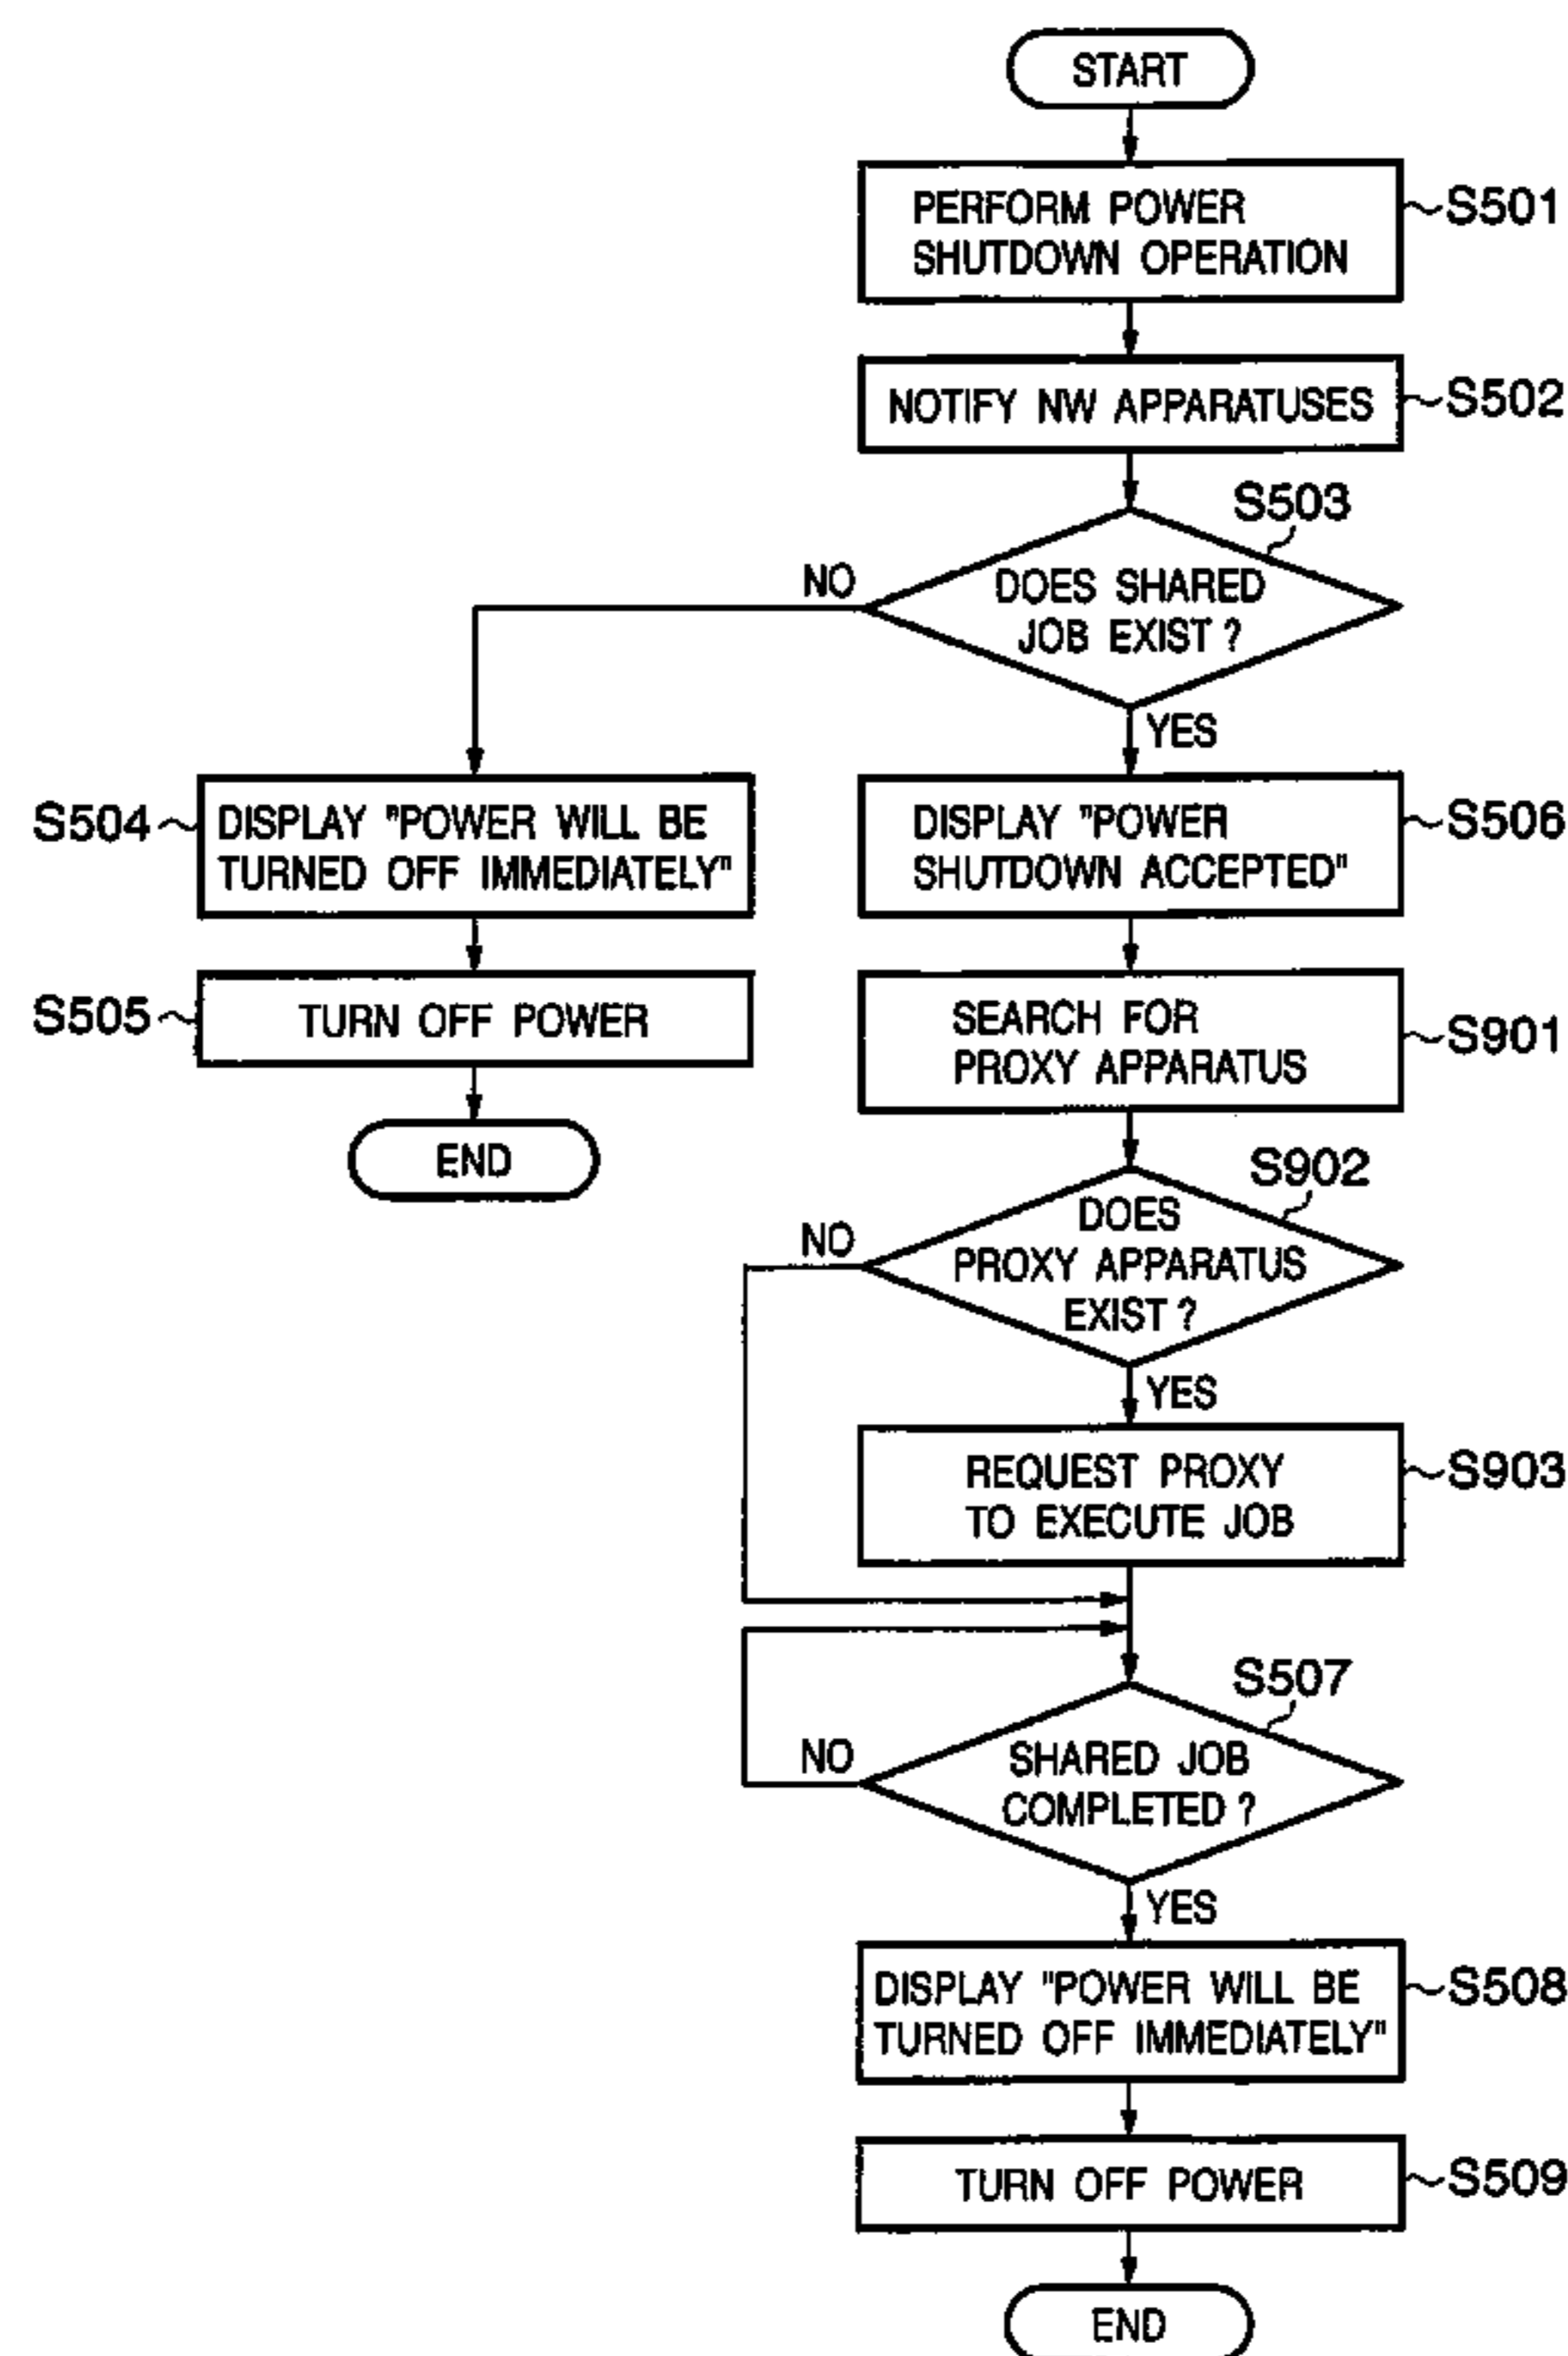 START
PERFORM POWER
SHUTDOWN OPERATION
S501
NOTIFY NW APPARATUSES
S502
S503
DOES SHARED
JOB EXIST ?
NO
YES
S504
DISPLAY "POWER WILL BE
TURNED OFF IMMEDIATELY"
DISPLAY "POWER
SHUTDOWN ACCEPTED"
S506
S505
TURN OFF POWER
SEARCH FOR
PROXY APPARATUS
S901
END
S902
DOES
PROXY APPARATUS
EXIST ?
NO
YES
REQUEST PROXY
TO EXECUTE JOB
S903
S507
SHARED JOB
COMPLETED ?
NO
YES
DISPLAY "POWER WILL BE
TURNED OFF IMMEDIATELY"
S508
TURN OFF POWER
S509
END